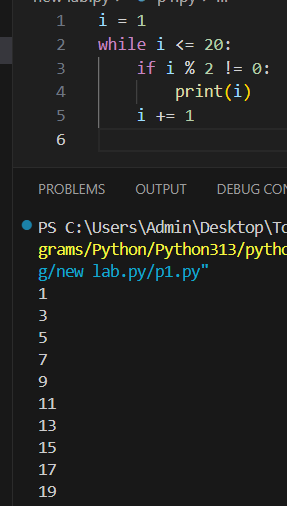 1 i = 1
2 while i <= 20:
3     if i % 2 != 0:
4         print(i)
5     i += 1
6
PROBLEMS OUTPUT DEBUG CON
PS C:\Users\Admin\Desktop\To
grams/Python/Python313/pytho
g/new lab.py/p1.py"
1
3
5
7
9
11
13
15
17
19